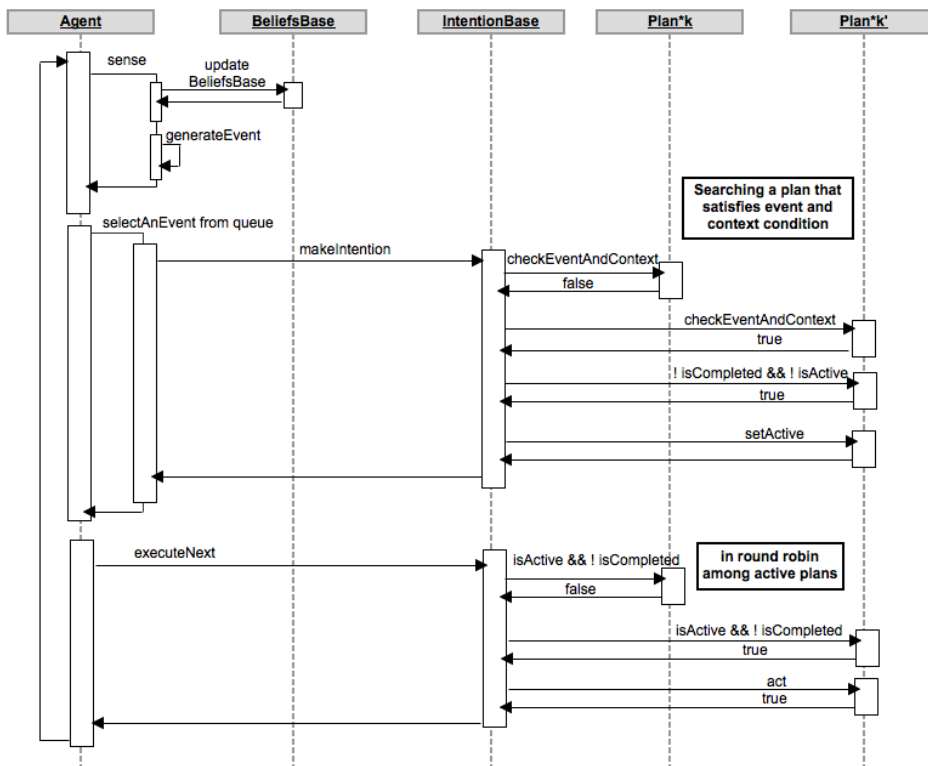 Agent
BeliefsBase
IntentionBase
Plan*k
Plan*k'
sense
update
BeliefsBase
generateEvent
Searching a plan that
satisfies event and
context condition
selectAnEvent from queue
makeIntention
checkEventAndContext
false
checkEventAndContext
true
! isCompleted && ! isActive
true
setActive
executeNext
isActive && ! isCompleted
false
in round robin
among active plans
isActive && ! isCompleted
true
act
true